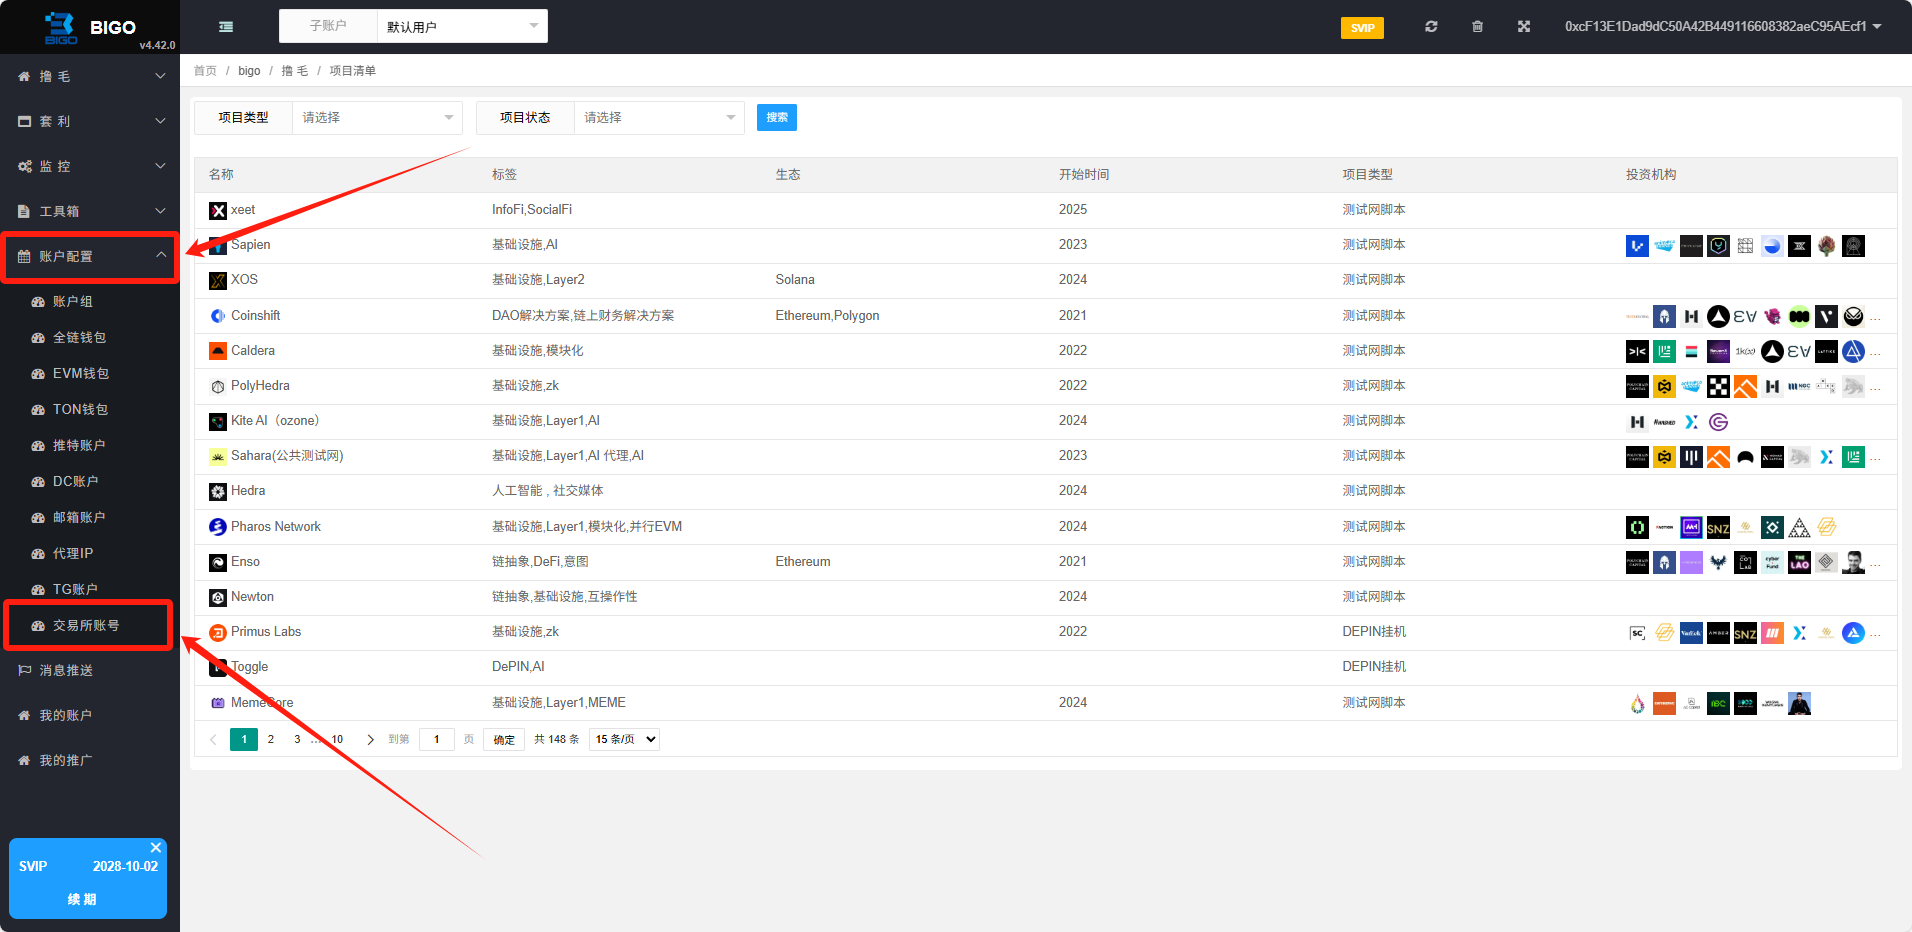 BIGO
v4.42.0
子账户 默认用户
SVIP
0xcF13E1Dad9dC50A42B449116608382aeC95AEcf1
撸 毛
套 利
监 控
工具箱
账户配置
账户组
全链钱包
EVM钱包
TON钱包
推特账户
DC账户
邮箱账户
代理IP
TG账户
交易所账号
消息推送
我的账户
我的推广
SVIP 2028-10-02
续 期
首页 / bigo / 撸 毛 / 项目清单
项目类型 请选择 项目状态 请选择 搜索
名称 标签 生态 开始时间 项目类型 投资机构
xeet InfoFi,SocialFi 2025 测试网脚本
Sapien 基础设施,AI 2023 测试网脚本
XOS 基础设施,Layer2 Solana 2024 测试网脚本
Coinshift DAO解决方案,链上财务解决方案 Ethereum,Polygon 2021 测试网脚本 ...
Caldera 基础设施,模块化 2022 测试网脚本 ...
PolyHedra 基础设施,zk 2022 测试网脚本 ...
Kite AI（ozone） 基础设施,Layer1,AI 2024 测试网脚本
Sahara(公共测试网) 基础设施,Layer1,AI 代理,AI 2023 测试网脚本 ...
Hedra 人工智能 , 社交媒体 2024 测试网脚本
Pharos Network 基础设施,Layer1,模块化,并行EVM 2024 测试网脚本 SNZ
Enso 链抽象,DeFi,意图 Ethereum 2021 测试网脚本 cyber Fund THE LAO ...
Newton 链抽象,基础设施,互操作性 2024 测试网脚本
Primus Labs 基础设施,zk 2022 DEPIN挂机 SC VanEck AMBER SNZ ...
Toggle DePIN,AI DEPIN挂机
MemeCore 基础设施,Layer1,MEME 2024 测试网脚本
1 2 3 … 10 到第 1 页 确定 共 148 条 15 条/页